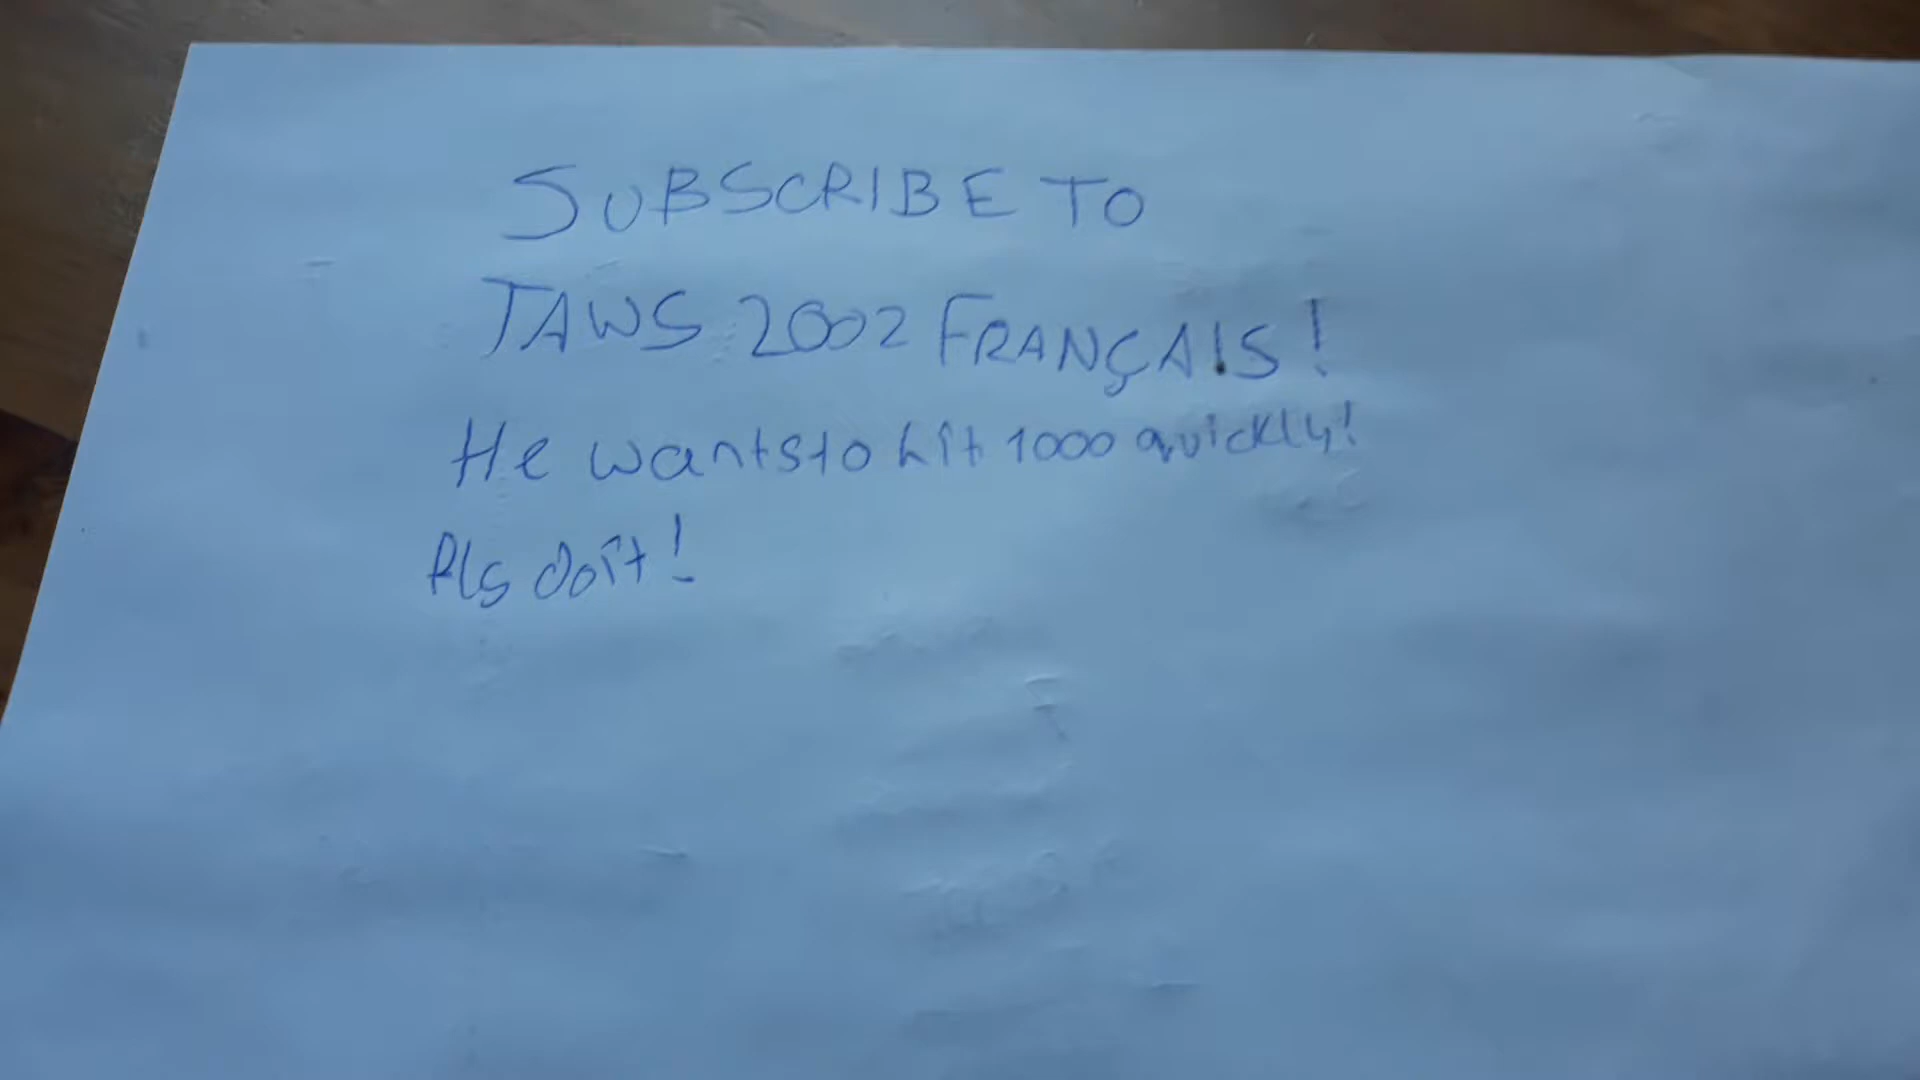 SUBSCRIBE TO
JAWS 2002 FRANÇAIS!
He wants to hit 1000 quickly!
Pls do it!